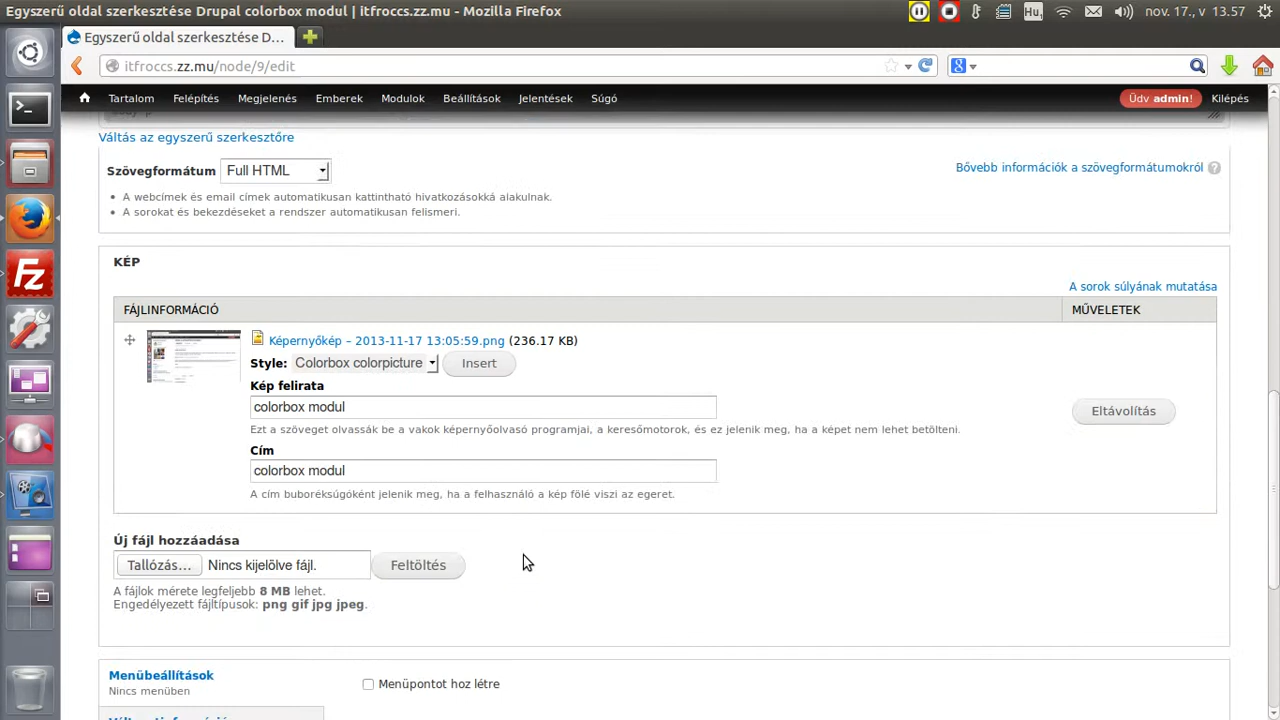 Egyszerű oldal szerkesztése Drupal colorbox modul | itfroccs.zz.mu - Mozilla Firefox
Hu
nov. 17., v 13.57
Egyszerű oldal szerkesztése D...
itfroccs.zz.mu/node/9/edit
Tartalom Felépítés Megjelenés Emberek Modulok Beállítások Jelentések Súgó Üdv admin! Kilépés
Váltás az egyszerű szerkesztőre
Szövegformátum Full HTML
Bővebb információk a szövegformátumokról
A webcímek és email címek automatikusan kattintható hivatkozásokká alakulnak.
A sorokat és bekezdéseket a rendszer automatikusan felismeri.
KÉP
A sorok súlyának mutatása
FÁJLINFORMÁCIÓ MŰVELETEK
Képernyőkép – 2013-11-17 13:05:59.png (236.17 KB)
Style: Colorbox colorpicture Insert
Kép felirata
colorbox modul
Eltávolítás
Ezt a szöveget olvassák be a vakok képernyőolvasó programjai, a keresőmotorok, és ez jelenik meg, ha a képet nem lehet betölteni.
Cím
colorbox modul
A cím buboréksúgóként jelenik meg, ha a felhasználó a kép fölé viszi az egeret.
Új fájl hozzáadása
Tallózás... Nincs kijelölve fájl. Feltöltés
A fájlok mérete legfeljebb 8 MB lehet.
Engedélyezett fájltípusok: png gif jpg jpeg.
Menübeállítások
Nincs menüben
Menüpontot hoz létre